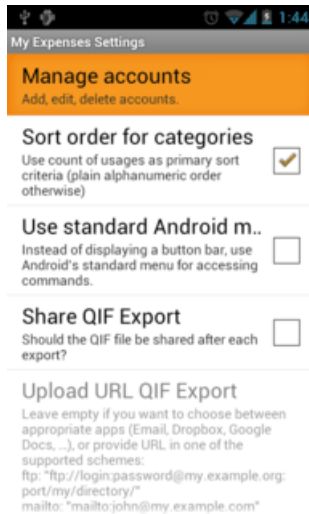 1:44
My Expenses Settings
Manage accounts
Add, edit, delete accounts.
Sort order for categories
Use count of usages as primary sort
criteria (plain alphanumeric order
otherwise)
Use standard Android m..
Instead of displaying a button bar, use
Android's standard menu for accessing
commands.
Share QIF Export
Should the QIF file be shared after each
export?
Upload URL QIF Export
Leave empty if you want to choose between
appropriate apps (Email, Dropbox, Google
Docs, ...), or provide URL in one of the
supported schemes:
ftp: "ftp://login:password@my.example.org:
port/my/directory/"
mailto: "mailto:john@my.example.com"